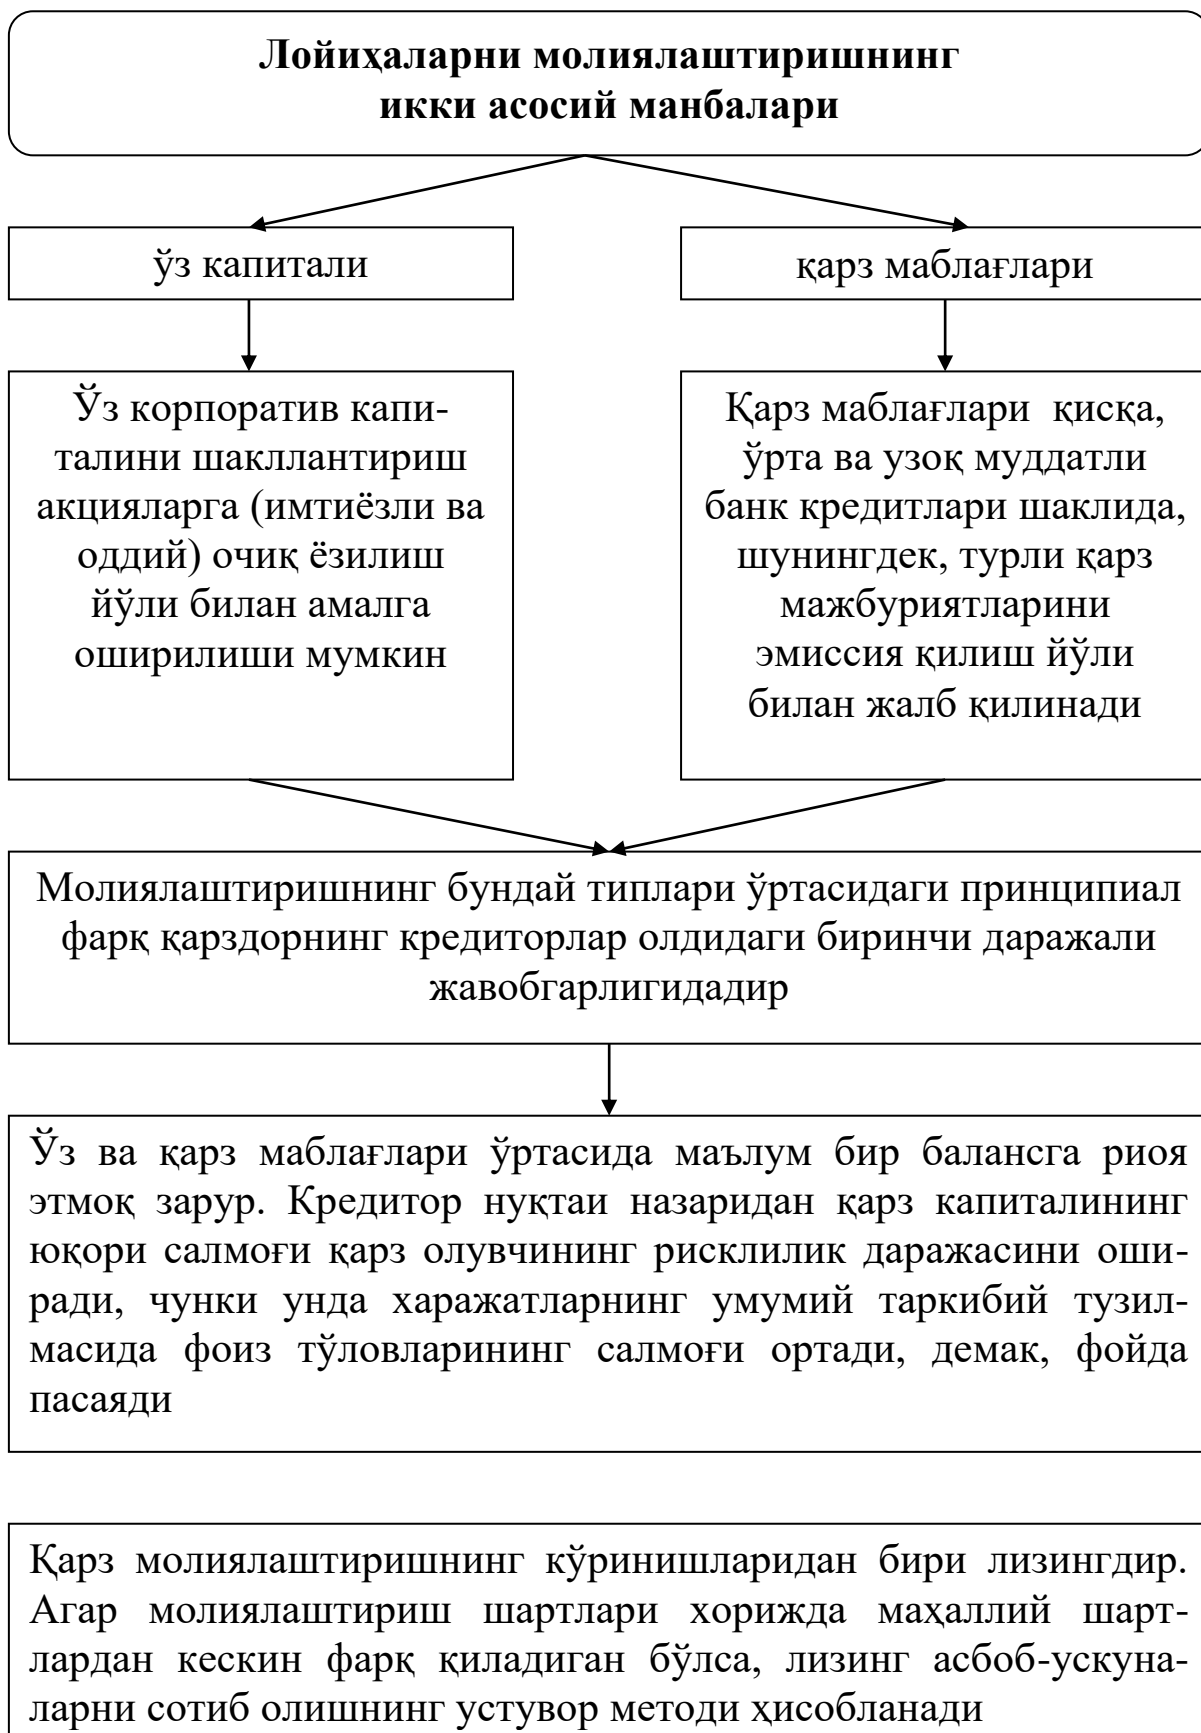 Лойиҳаларни молиялаштиришнинг
икки асосий манбалари
ўз капитали
қарз маблағлари
Ўз корпоратив капи-
талини шакллантириш
акцияларга (имтиёзли ва
оддий) очиқ ёзилиш
йўли билан амалга
оширилиши мумкин
Қарз маблағлари қисқа,
ўрта ва узоқ муддатли
банк кредитлари шаклида,
шунингдек, турли қарз
мажбуриятларини
эмиссия қилиш йўли
билан жалб қилинади
Молиялаштиришнинг бундай типлари ўртасидаги принципиал
фарқ қарздорнинг кредиторлар олдидаги биринчи даражали
жавобгарлигидадир
Ўз ва қарз маблағлари ўртасида маълум бир балансга риоя
этмоқ зарур. Кредитор нуқтаи назаридан қарз капиталининг
юқори салмоғи қарз олувчининг рисклилик даражасини оши-
ради, чунки унда харажатларнинг умумий таркибий тузил-
масида фоиз тўловларининг салмоғи ортади, демак, фойда
пасаяди
Қарз молиялаштиришнинг кўринишларидан бири лизингдир.
Агар молиялаштириш шартлари хорижда маҳаллий шарт-
лардан кескин фарқ қиладиган бўлса, лизинг асбоб-ускуна-
ларни сотиб олишнинг устувор методи ҳисобланади